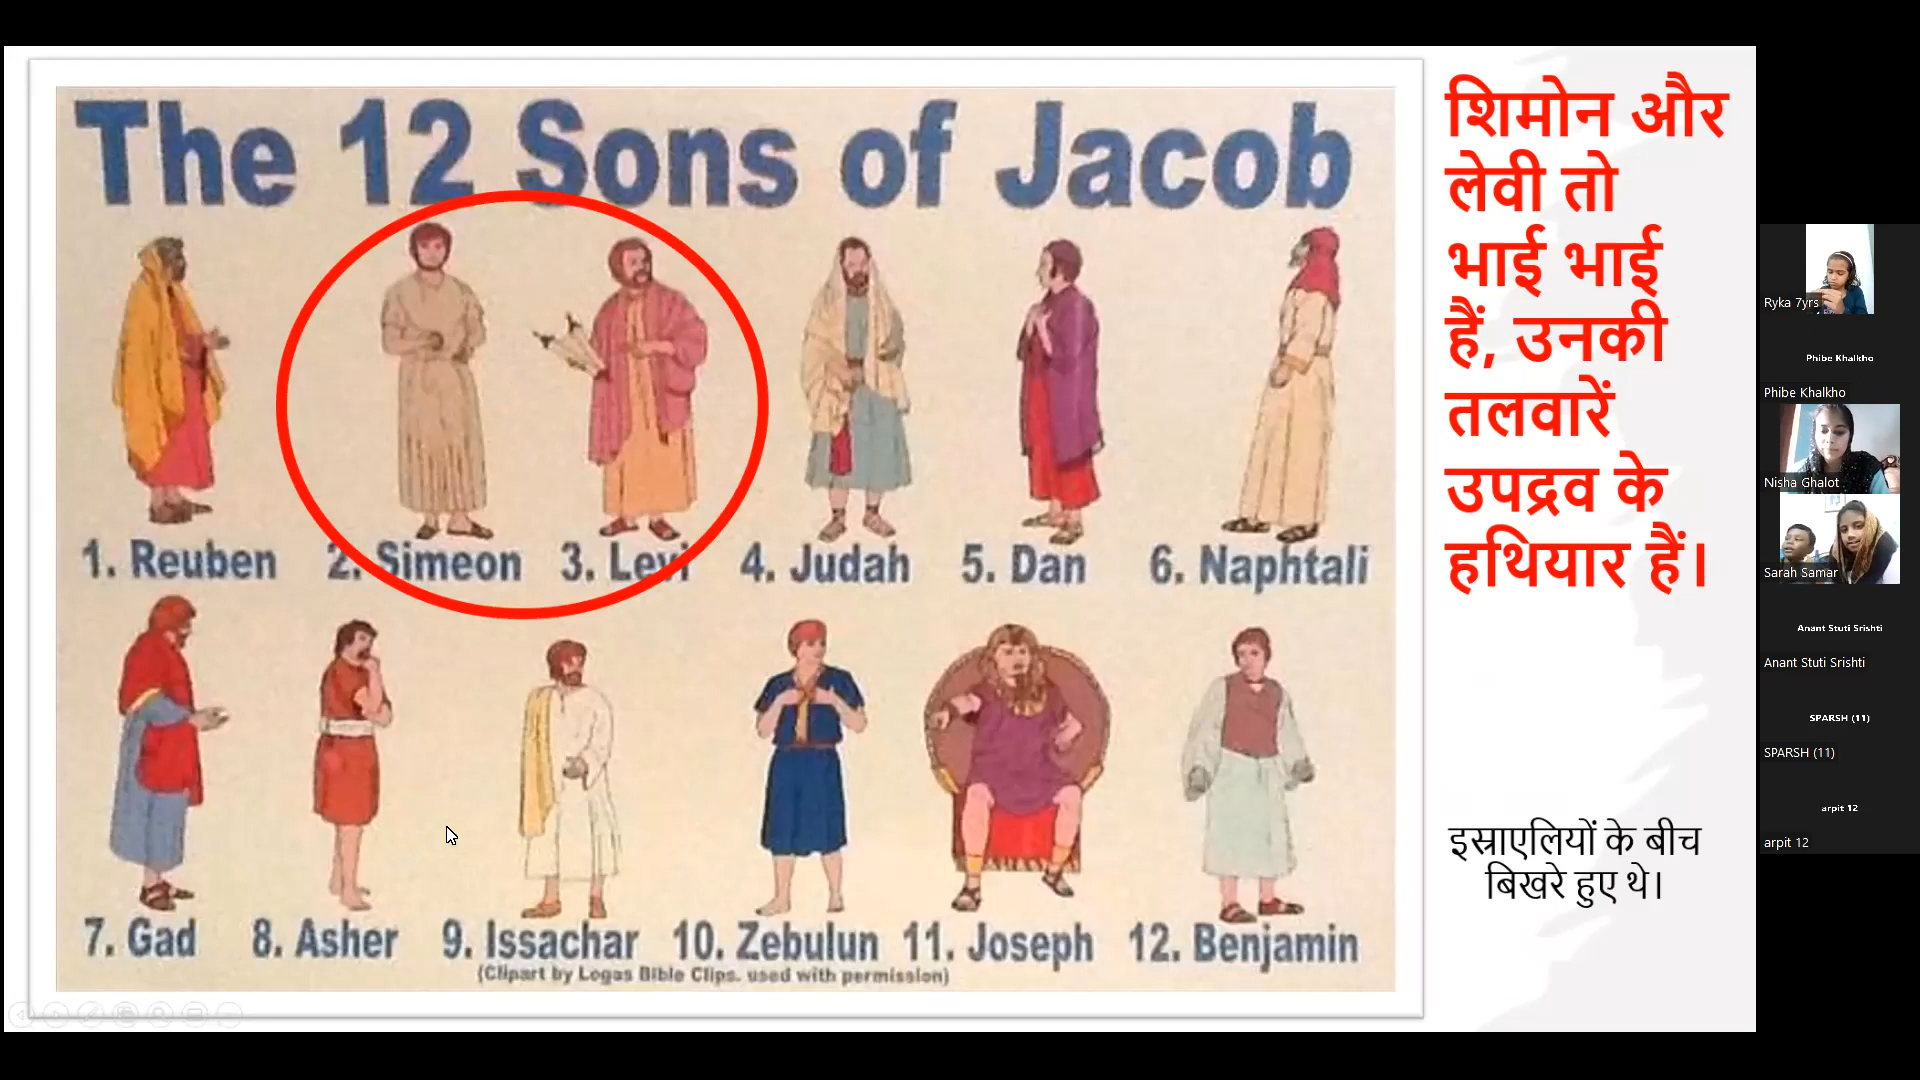 The 12 Sons of Jacob
1. Reuben 2. Simeon 3. Levi 4. Judah 5. Dan 6. Naphtali
7. Gad 8. Asher 9. Issachar 10. Zebulun 11. Joseph 12. Benjamin
(Clipart by Logos Bible Clips. used with permission)
शिमोन और
लेवी तो
भाई भाई
हैं, उनकी
तलवारें
उपद्रव के
हथियार हैं।
इस्राएलियों के बीच
बिखरे हुए थे।
Ryka 7yrs
Phibe Khalkho
Phibe Khalkho
Nisha Ghalot
Sarah Samar
Anant Stuti Srishti
Anant Stuti Srishti
SPARSH (11)
SPARSH (11)
arpit 12
arpit 12